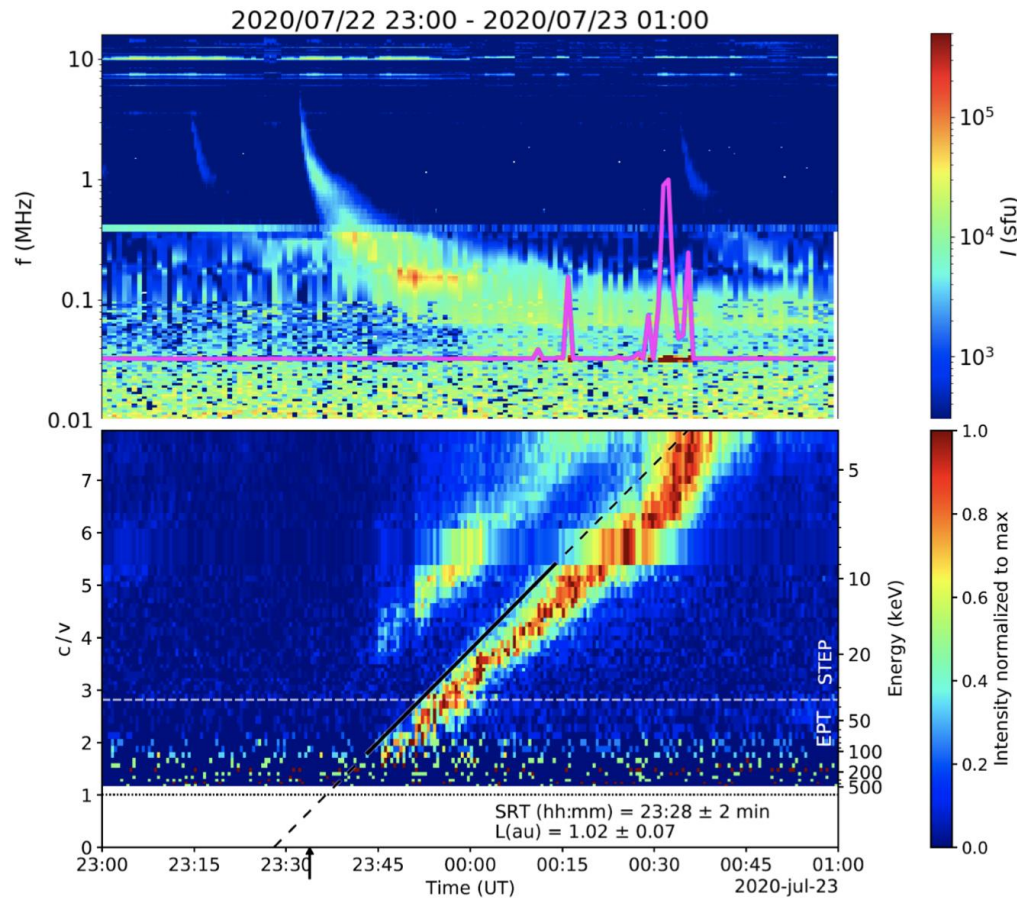 2020/07/22 23:00 - 2020/07/23 01:00
10
1
0.1
0.01
f (MHz)
10⁵
10⁴
10³
I (sfu)
7
6
5
4
3
2
1
0
c / v
5
10
20
50
100
200
500
Energy (keV)
STEP
EPT
SRT (hh:mm) = 23:28 ± 2 min
L(au) = 1.02 ± 0.07
23:00 23:15 23:30 23:45 00:00 00:15 00:30 00:45 01:00
Time (UT)
2020-jul-23
1.0
0.8
0.6
0.4
0.2
0.0
Intensity normalized to max